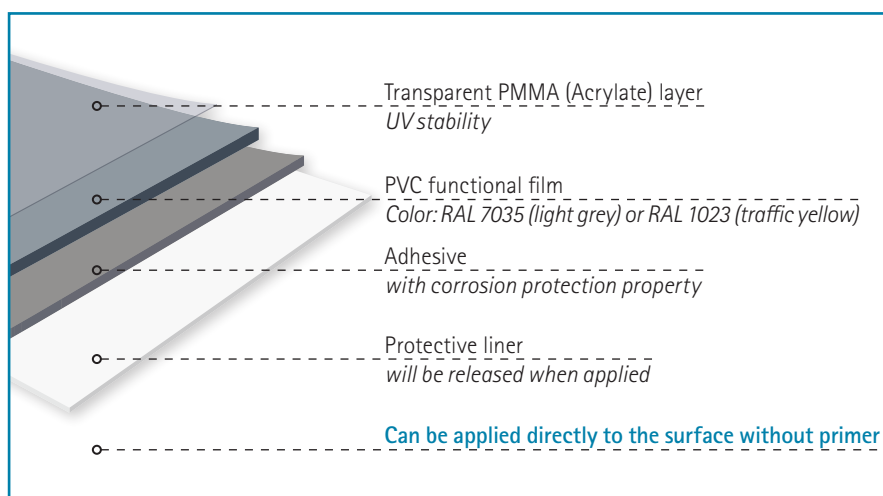 Transparent PMMA (Acrylate) layer
UV stability
PVC functional film
Color: RAL 7035 (light grey) or RAL 1023 (traffic yellow)
Adhesive
with corrosion protection property
Protective liner
will be released when applied
Can be applied directly to the surface without primer